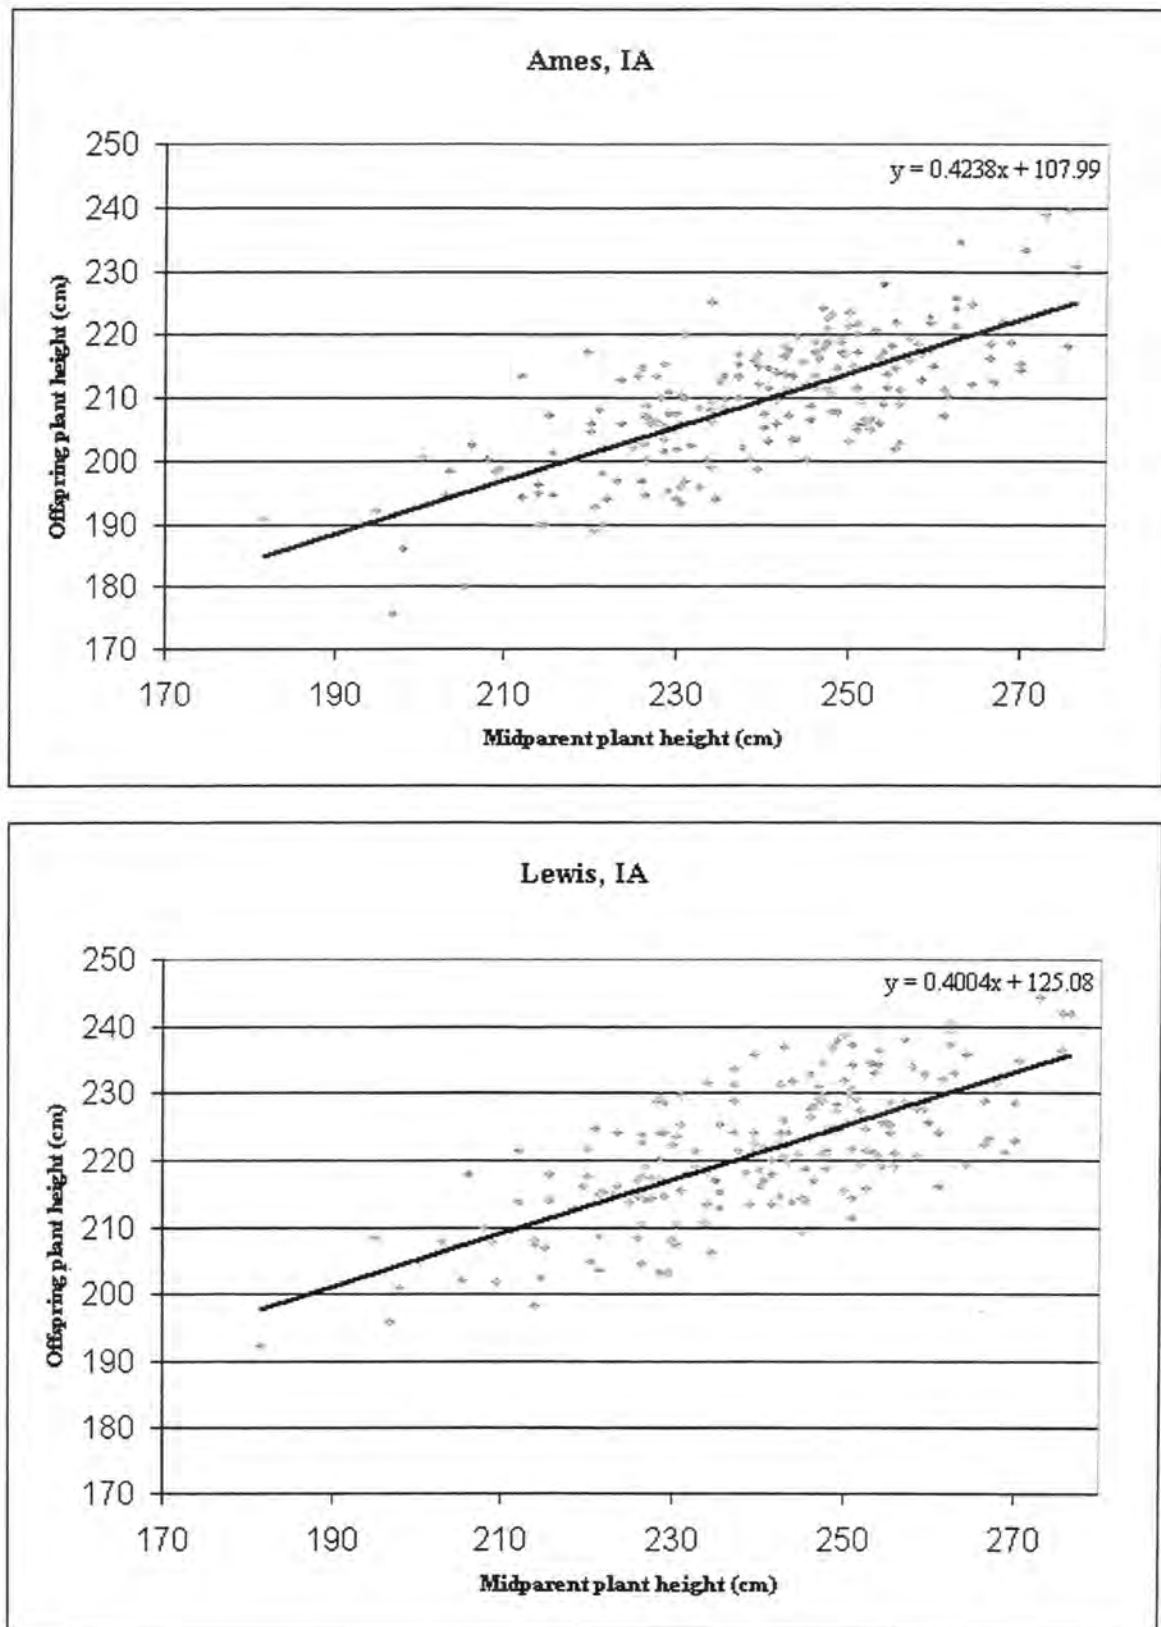 Ames, IA
250
y = 0.4238x + 107.99
240
230
220
210
200
190
180
170
Offspring plant height (cm)
170 190 210 230 250 270
Midparent plant height (cm)
Lewis, IA
250
y = 0.4004x + 125.08
240
230
220
210
200
190
180
170
Offspring plant height (cm)
170 190 210 230 250 270
Midparent plant height (cm)